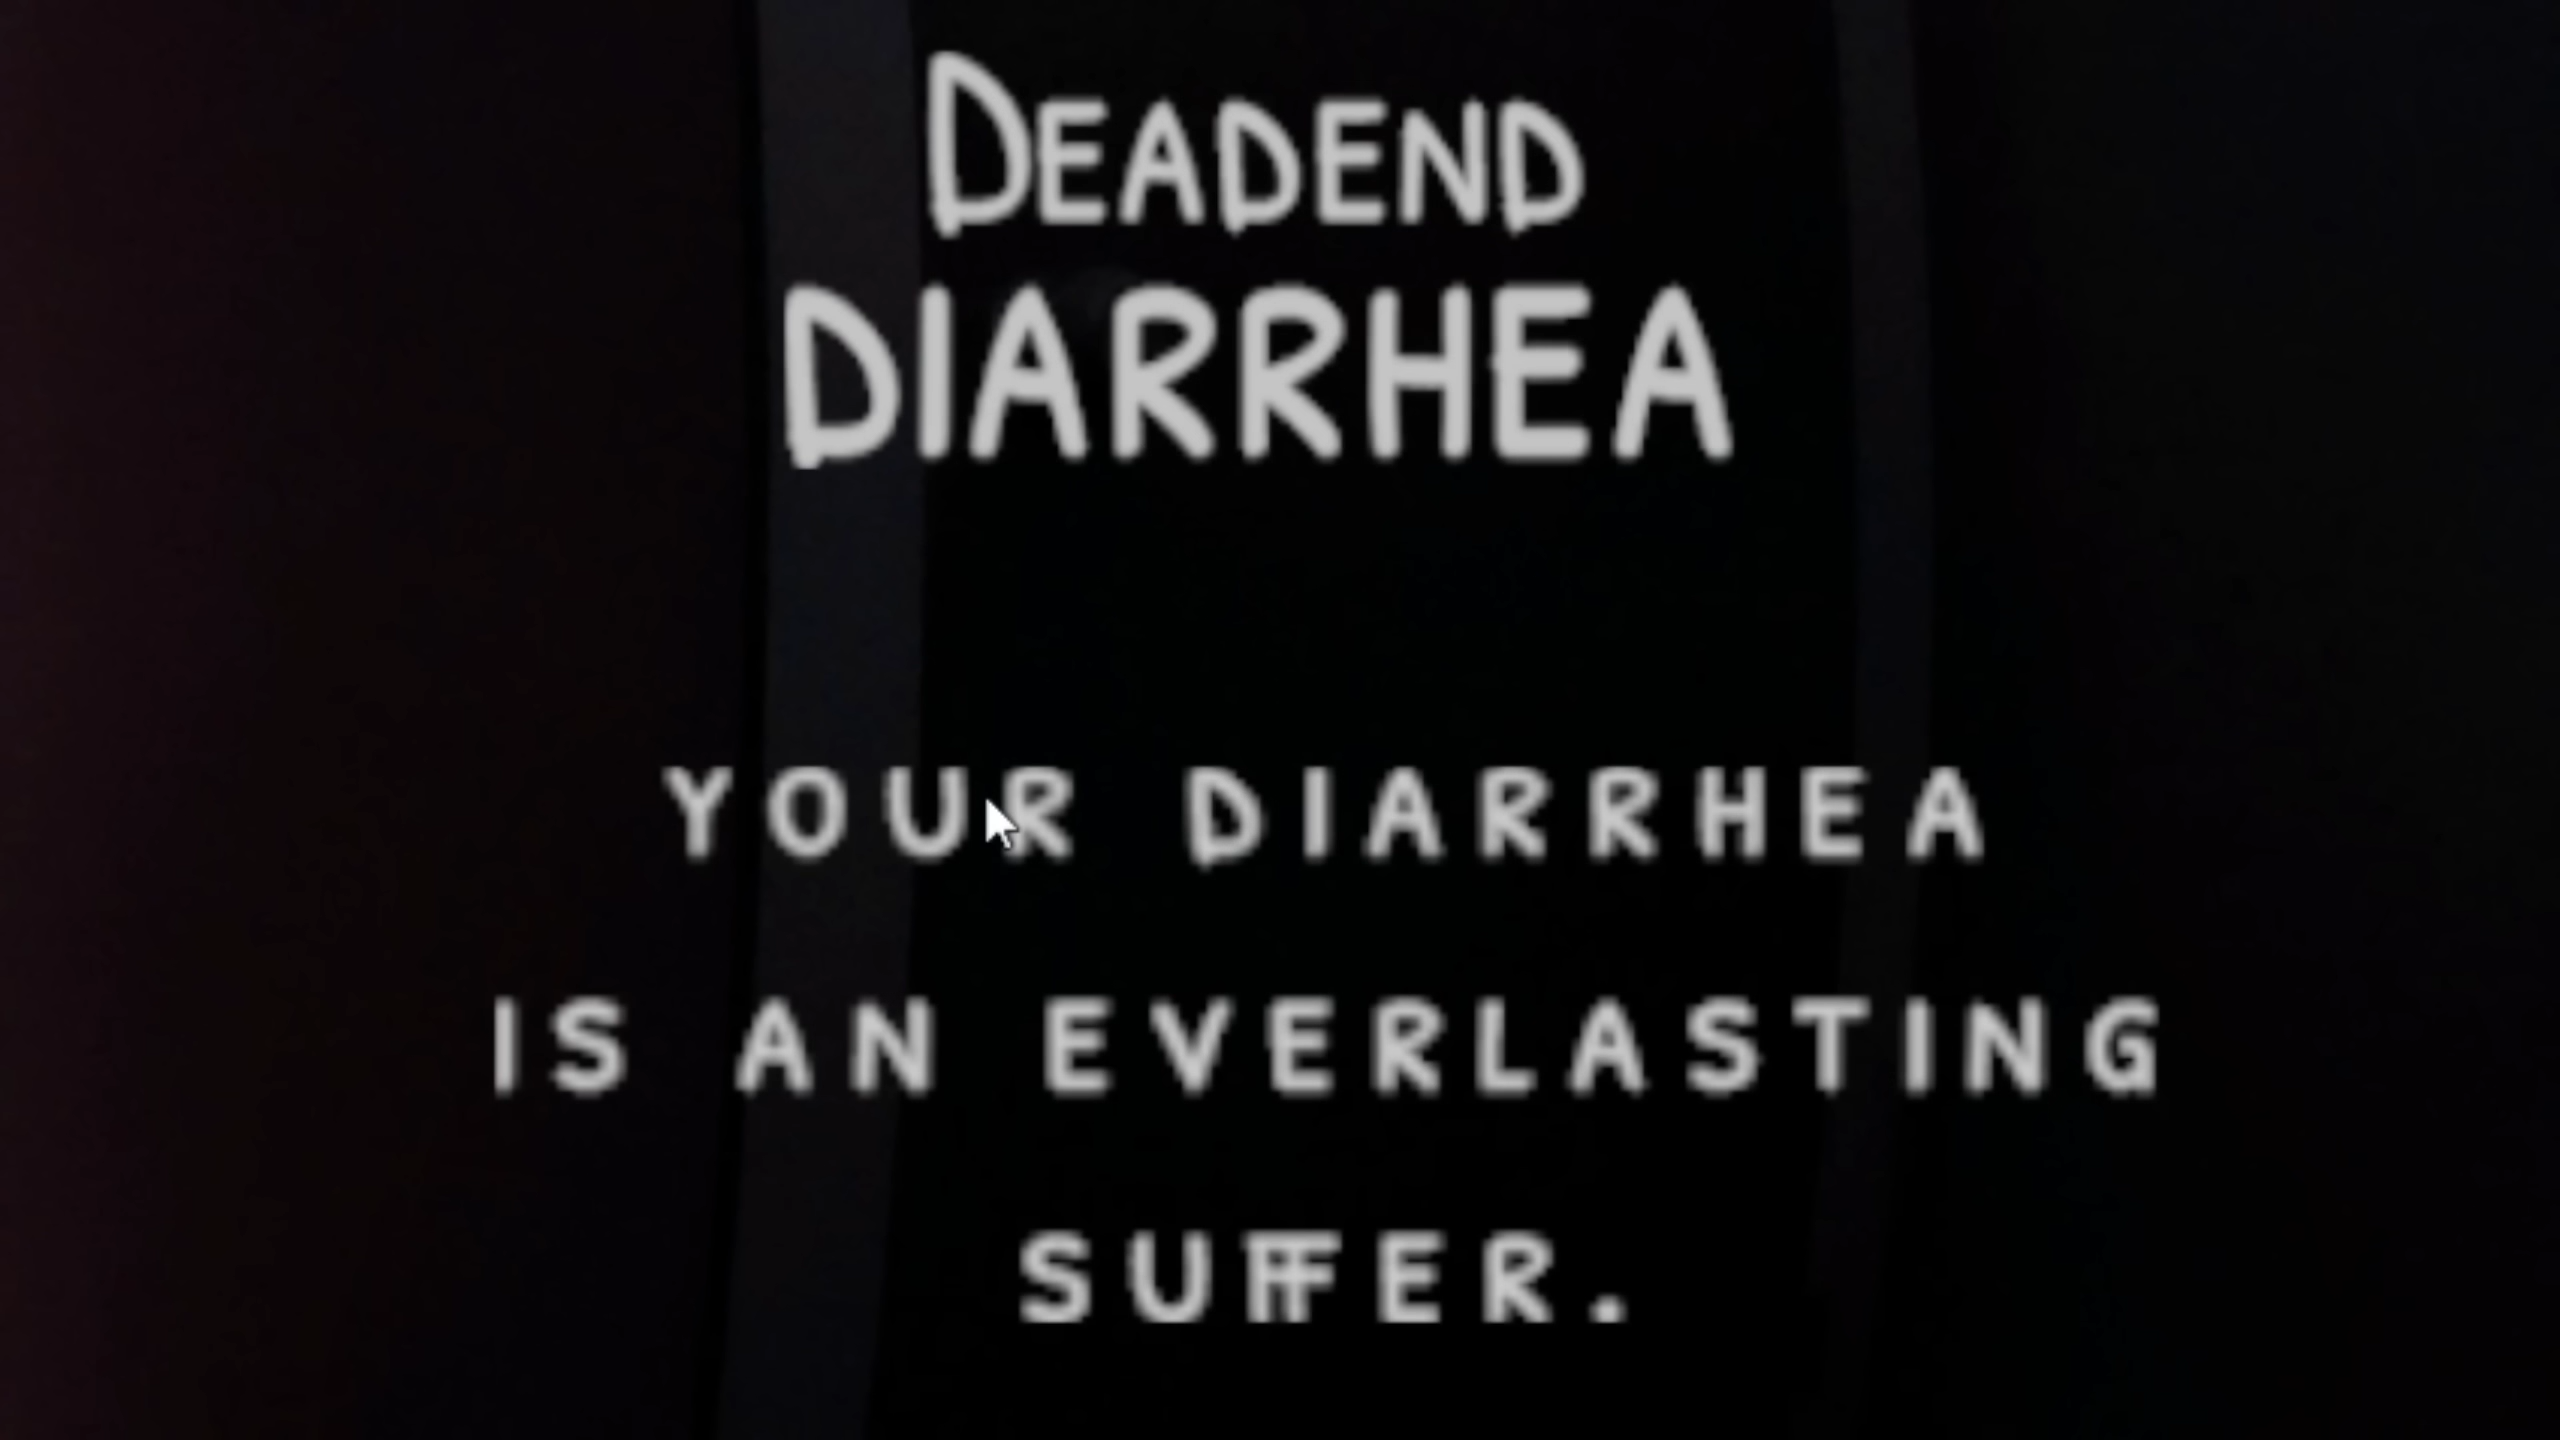 DEADEND
DIARRHEA
YOUR DIARRHEA
IS AN EVERLASTING
SUFFER.